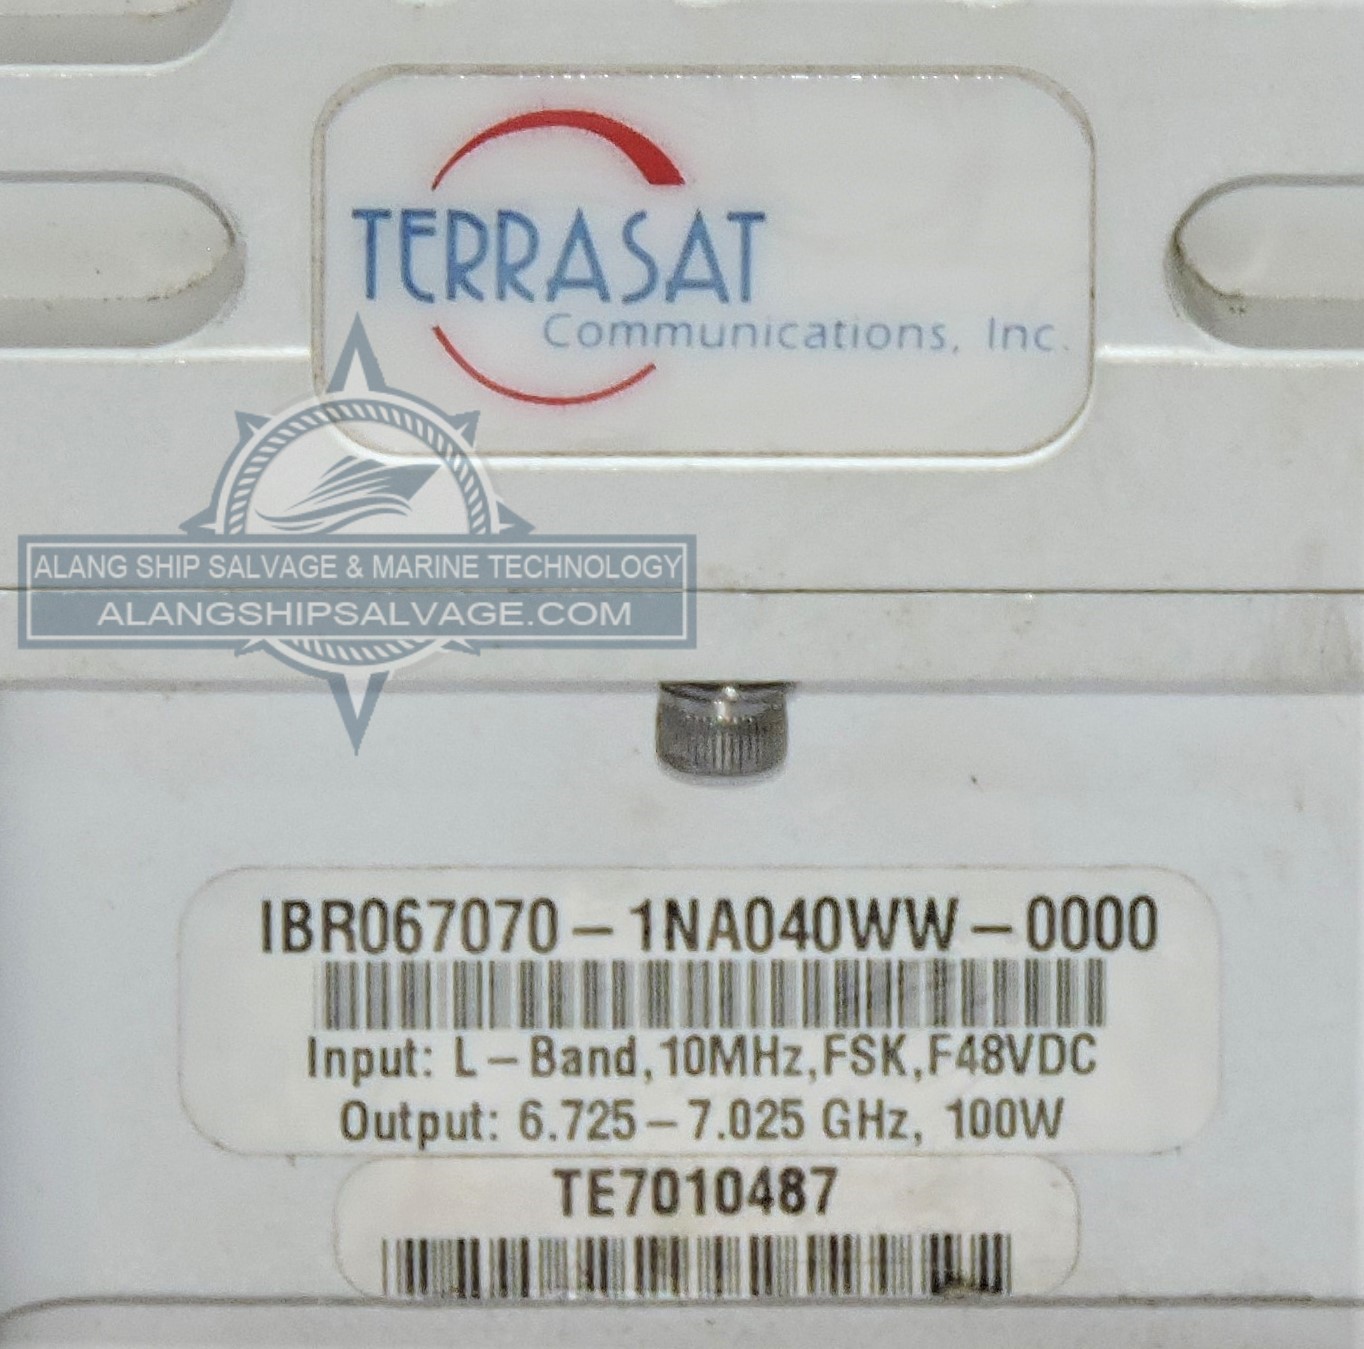 TERRASAT
Communications, Inc.
ALANG SHIP SALVAGE & MARINE TECHNOLOGY
ALANGSHIPSALVAGE.COM
IBR067070-1NA040WW-0000
Input: L-Band,10MHz,FSK,F48VDC
Output: 6.725-7.025 GHz, 100W
TE7010487